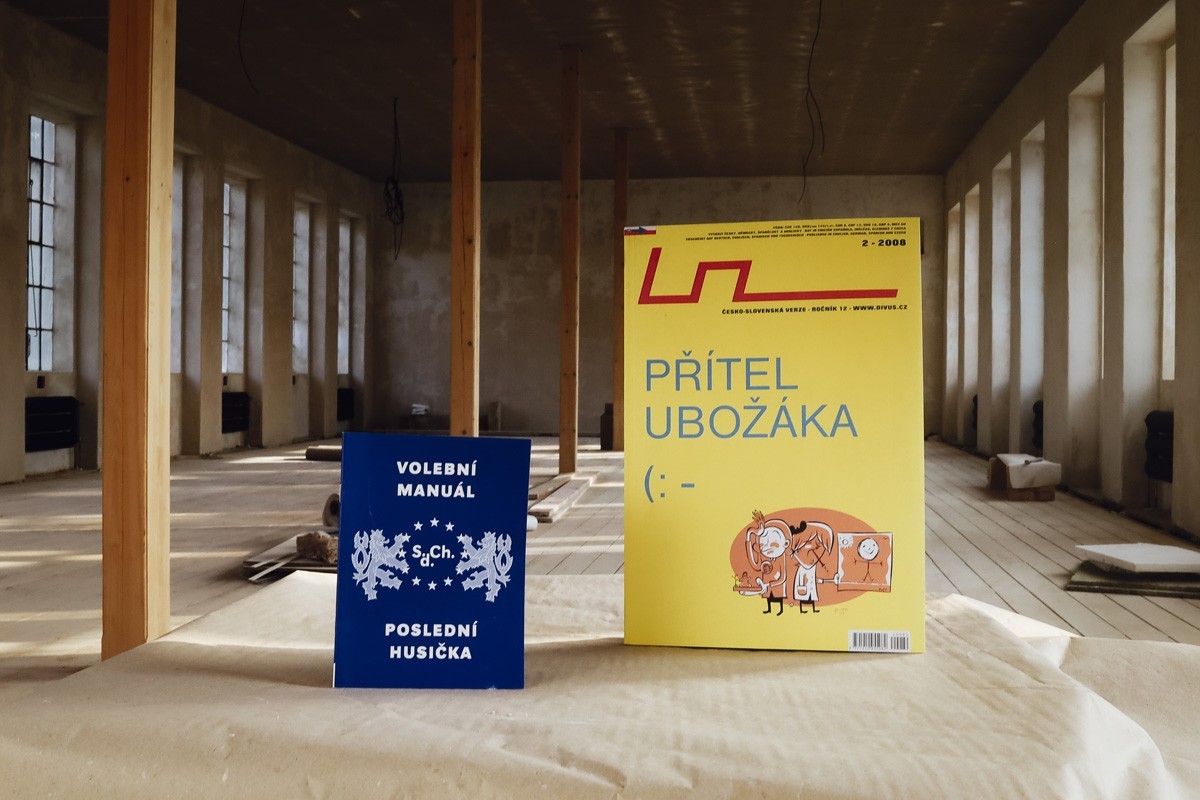 VOLEBNÍ
MANUÁL
S.d.Ch.
POSLEDNÍ
HUSIČKA
2 - 2008
ČESKO-SLOVENSKÁ VERZE · ROČNÍK 12 · WWW.DIVUS.CZ
PŘÍTEL
UBOŽÁKA
(: -